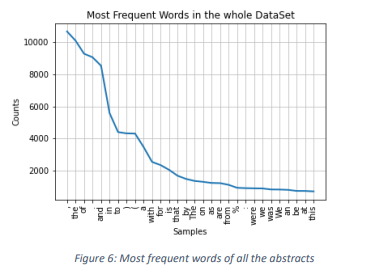 Most Frequent Words in the whole DataSet
10000
8000
6000
4000
2000
Counts
, the of . and in to ) ( a with for is that by The on as are from % : were we was We an be at this
Samples
Figure 6: Most frequent words of all the abstracts